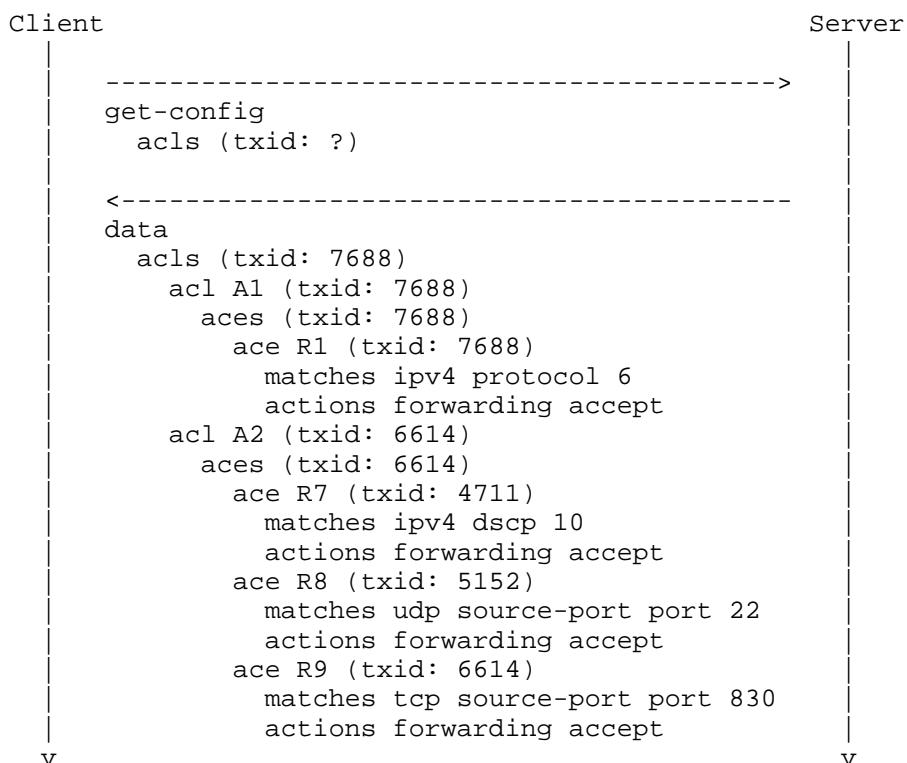 Client                                            Server
  |                                                 |
  |   ------------------------------------------>   |
  |   get-config                                    |
  |     acls (txid: ?)                              |
  |                                                 |
  |   <------------------------------------------   |
  |   data                                          |
  |     acls (txid: 7688)                           |
  |       acl A1 (txid: 7688)                       |
  |         aces (txid: 7688)                       |
  |           ace R1 (txid: 7688)                   |
  |             matches ipv4 protocol 6             |
  |             actions forwarding accept           |
  |       acl A2 (txid: 6614)                       |
  |         aces (txid: 6614)                       |
  |           ace R7 (txid: 4711)                   |
  |             matches ipv4 dscp 10                |
  |             actions forwarding accept           |
  |           ace R8 (txid: 5152)                   |
  |             matches udp source-port port 22     |
  |             actions forwarding accept           |
  |           ace R9 (txid: 6614)                   |
  |             matches tcp source-port port 830    |
  |             actions forwarding accept           |
  v                                                 v